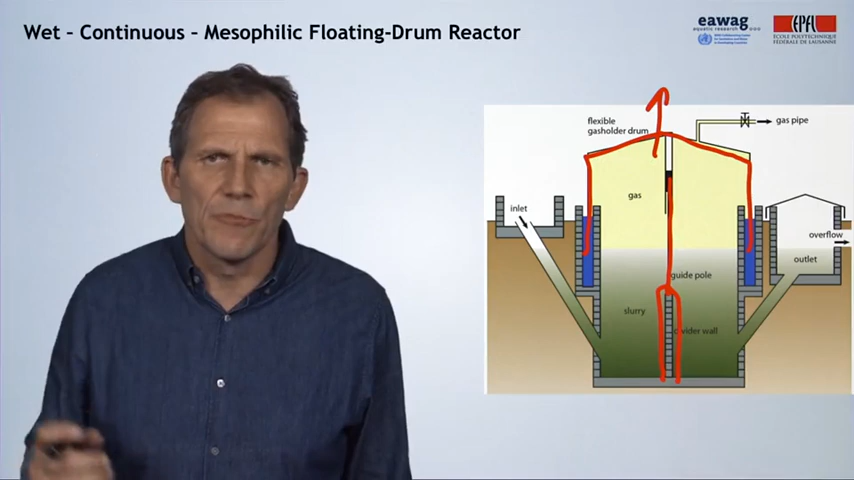 Wet – Continuous – Mesophilic Floating-Drum Reactor
eawag
aquatic research
EPFL
ECOLE POLYTECHNIQUE
FÉDÉRALE DE LAUSANNE
flexible
gasholder drum
gas pipe
gas
inlet
overflow
outlet
guide pole
slurry
divider wall